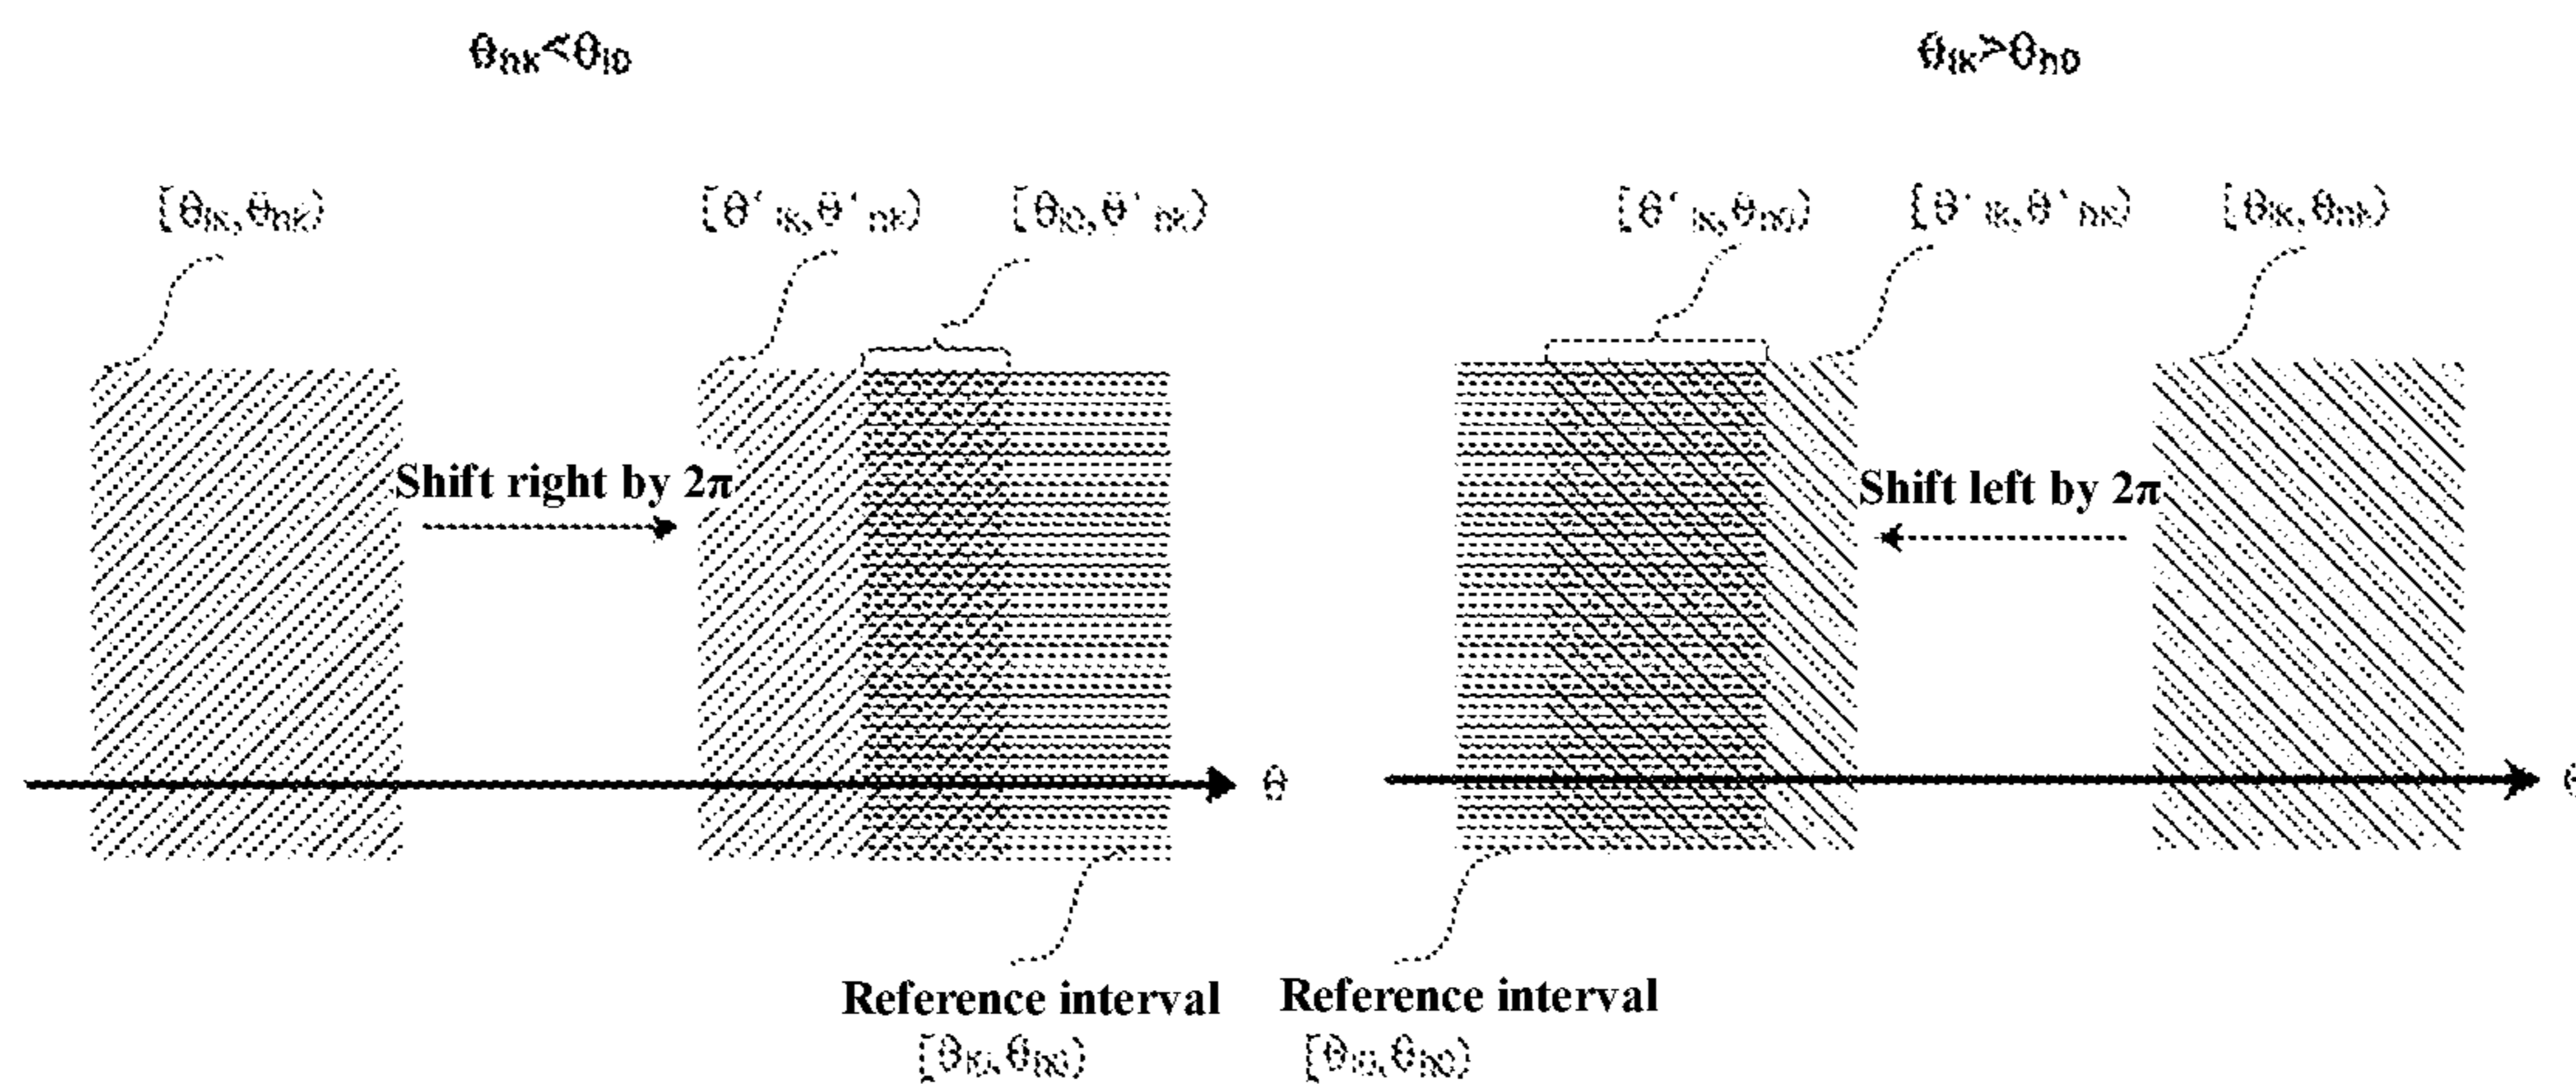 θhk<θl0
θlk>θh0
[θlk,θhk)
[θ‘lk,θ‘hk)
[θl0,θ‘hk)
[θ‘lk,θh0)
[θ‘lk,θ‘hk)
[θlk,θhk)
Shift right by 2π
Shift left by 2π
θ
Reference interval
[θl0,θh0)
Reference interval
[θl0,θh0)